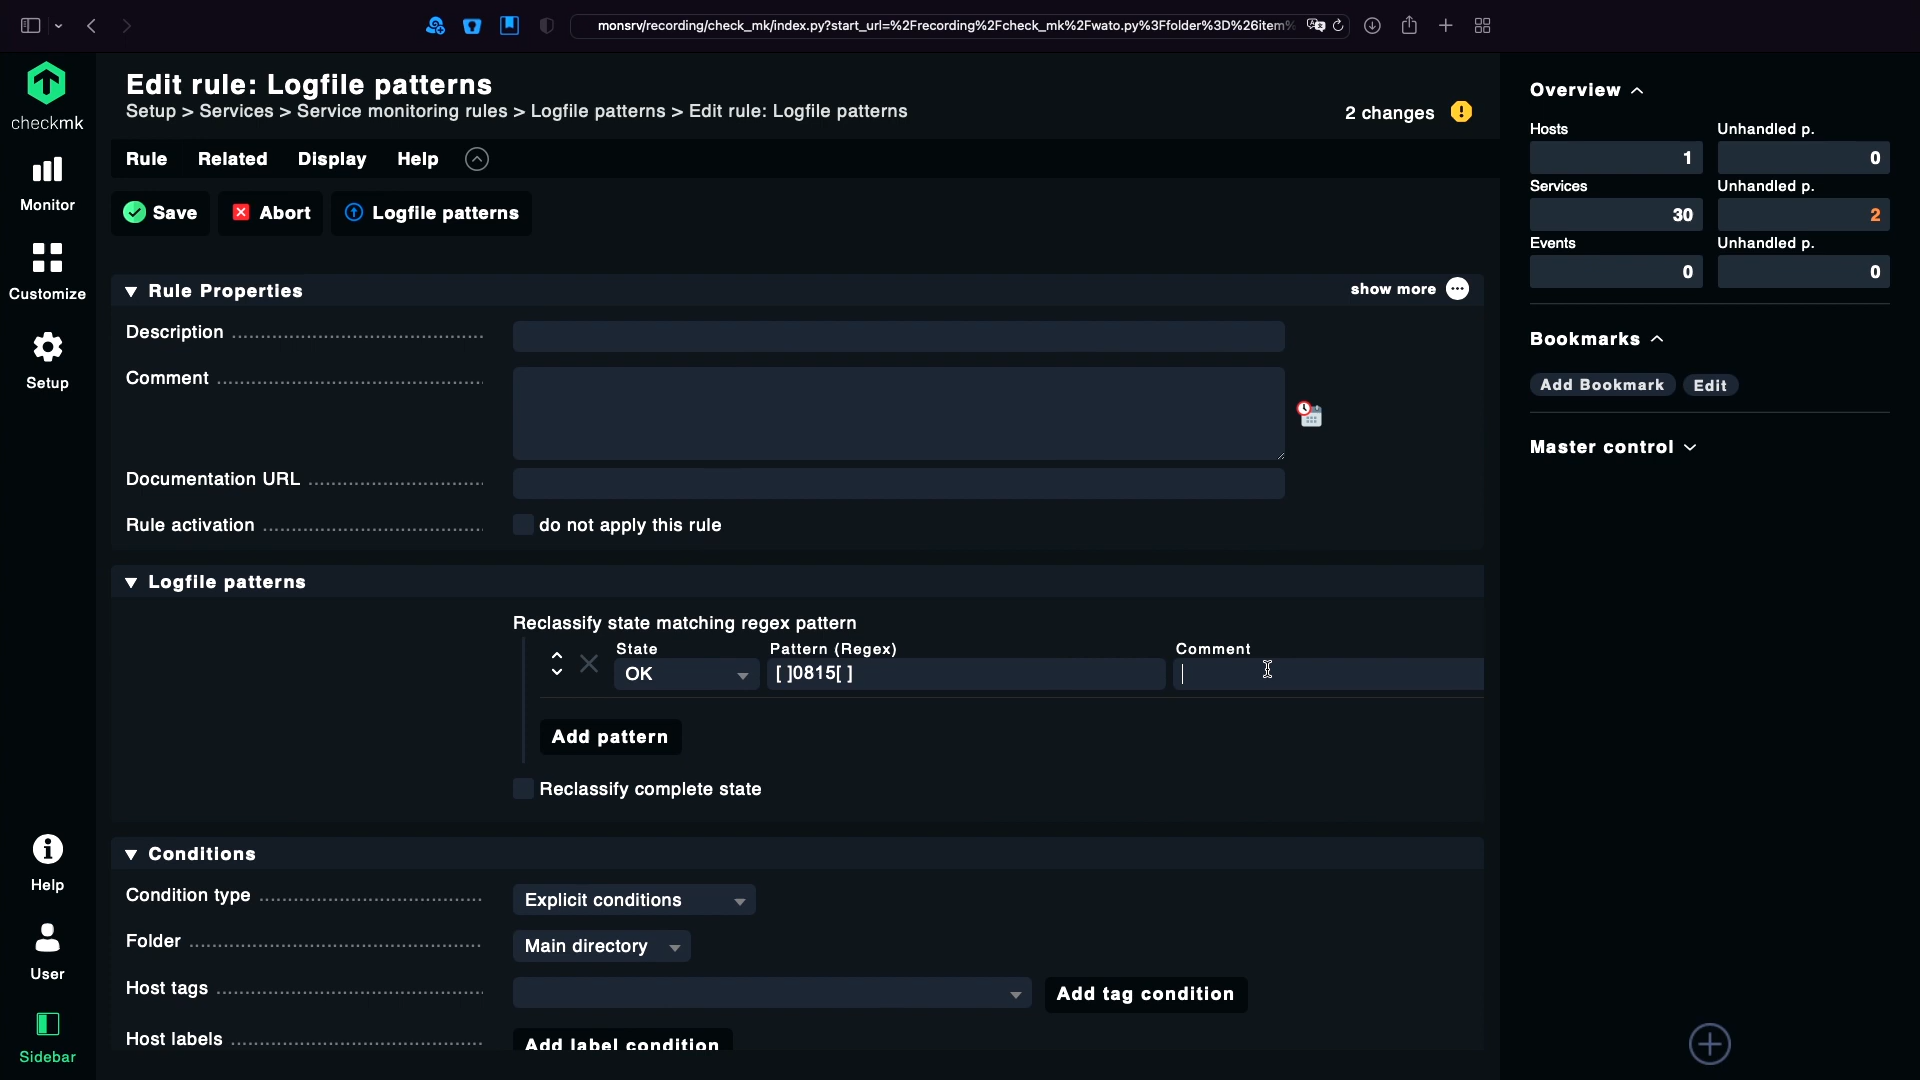 monsrv/recording/check_mk/index.py?start_url=%2Frecording%2Fcheck_mk%2Fwato.py%3Ffolder%3D%26item%
checkmk
Monitor
Customize
Setup
Help
User
Sidebar
Edit rule: Logfile patterns
Setup > Services > Service monitoring rules > Logfile patterns > Edit rule: Logfile patterns
2 changes
Rule Related Display Help
Save Abort Logfile patterns
Rule Properties
show more
Description
Comment
Documentation URL
Rule activation do not apply this rule
Logfile patterns
Reclassify state matching regex pattern
State Pattern (Regex) Comment
OK [ ]0815[ ]
Add pattern
Reclassify complete state
Conditions
Condition type Explicit conditions
Folder Main directory
Host tags Add tag condition
Host labels Add label condition
Overview
Hosts Unhandled p.
1 0
Services Unhandled p.
30 2
Events Unhandled p.
0 0
Bookmarks
Add Bookmark Edit
Master control